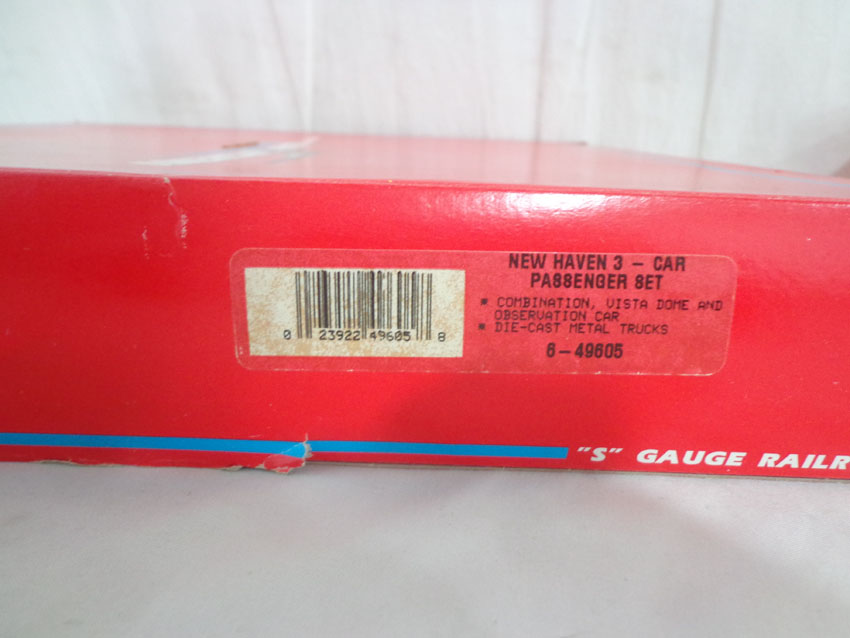 NEW HAVEN 3 - CAR
PASSENGER SET
▪ COMBINATION, VISTA DOME AND
OBSERVATION CAR
▪ DIE-CAST METAL TRUCKS
6-49605
0 23922 49605 8
"S" GAUGE RAILR